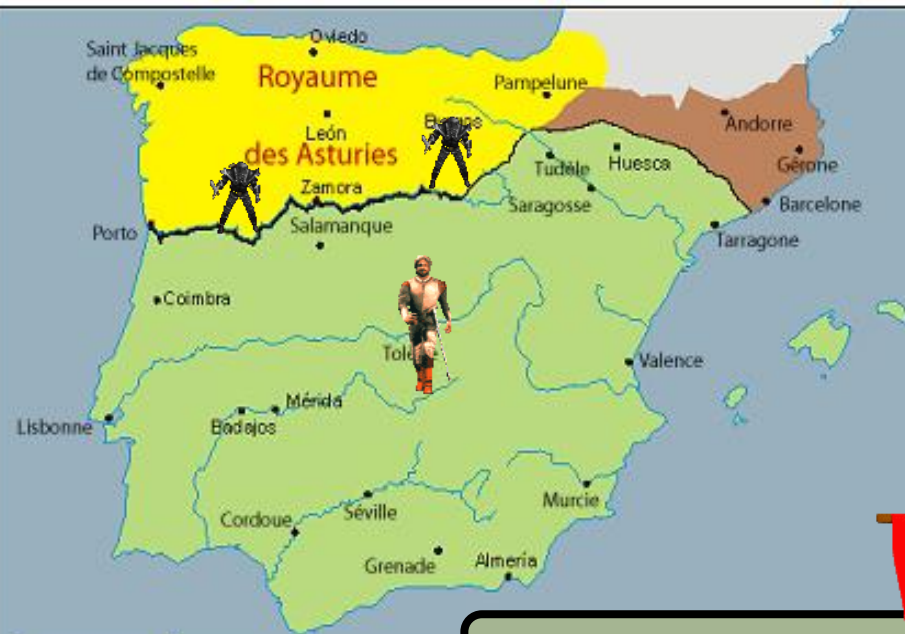 Oviedo
Saint Jacques
de Compostelle
Royaume
Pampelune
Andorre
León
des Asturies
Tudèle
Huesca
Gérone
Zamora
Saragosse
Barcelone
Porto
Salamanque
Tarragone
Coimbra
Valence
Mérida
Lisbonne
Badajos
Murcie
Séville
Cordoue
Grenade
Almería